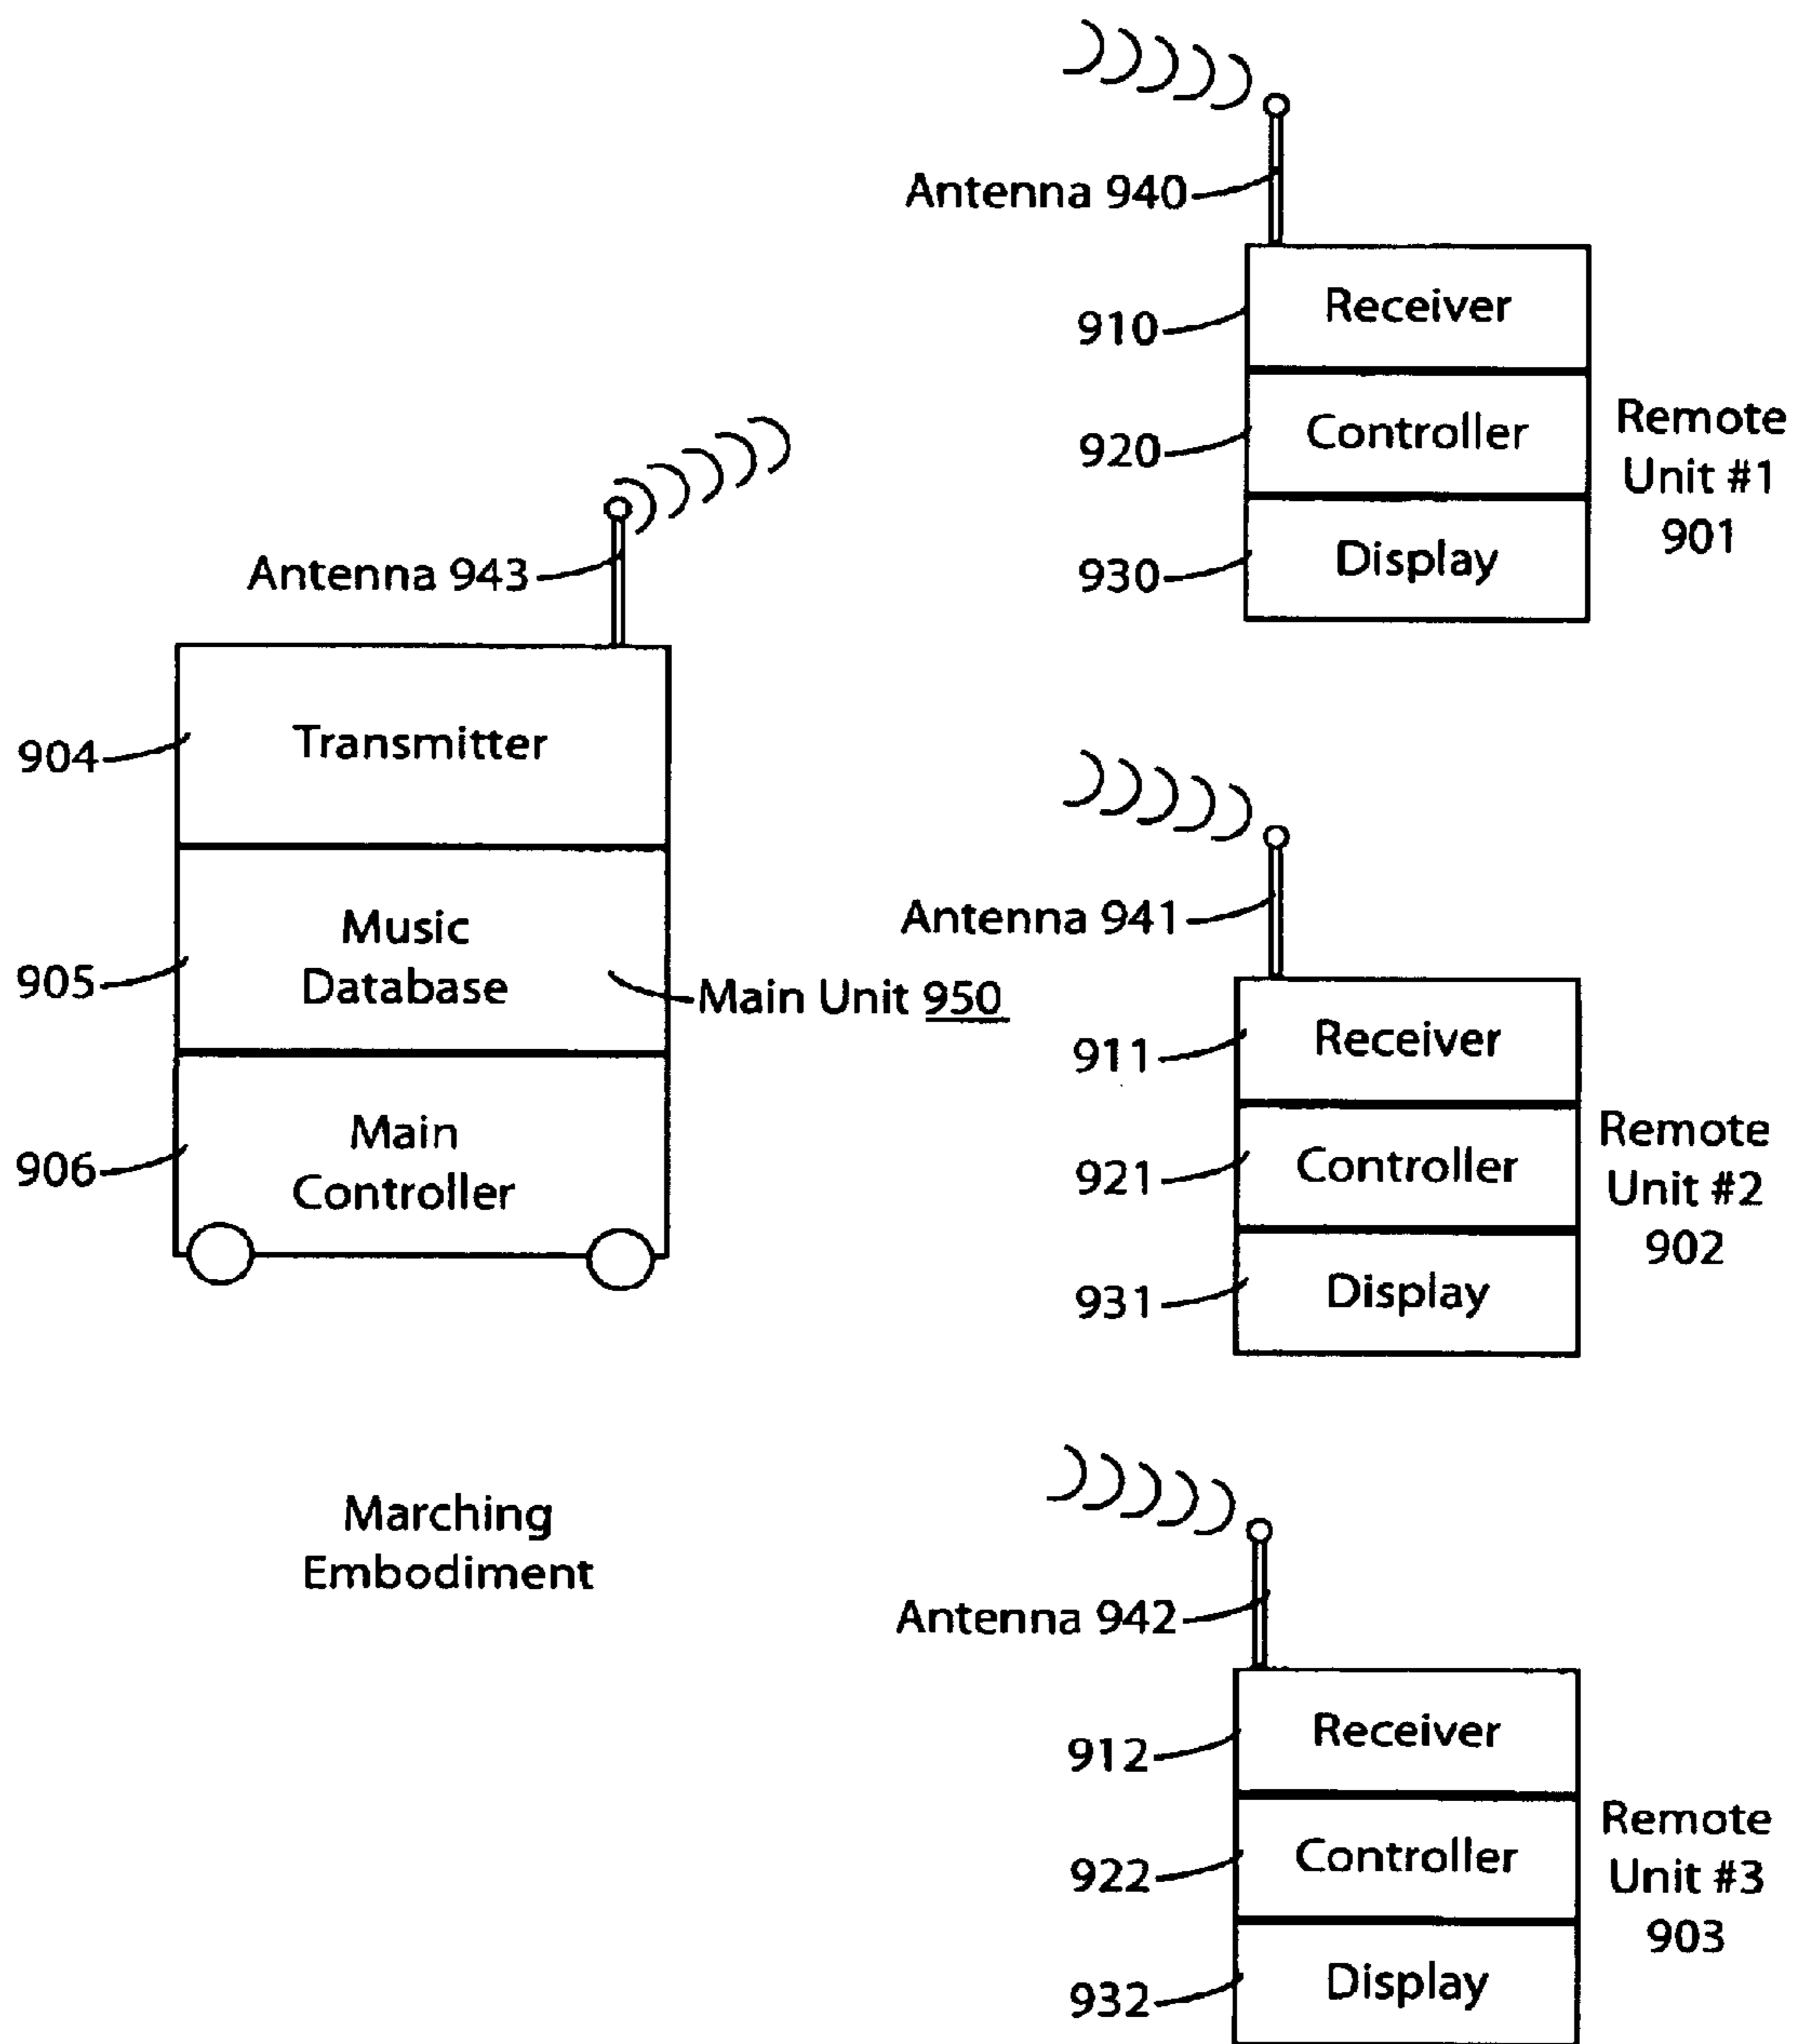 Antenna 940
Receiver
910
Controller
920
Display
930
Remote
Unit #1
901
Antenna 943
Transmitter
904
Music
Database
905
Main Unit 950
Main
Controller
906
Antenna 941
Receiver
911
Controller
921
Display
931
Remote
Unit #2
902
Marching
Embodiment
Antenna 942
Receiver
912
Controller
922
Display
932
Remote
Unit #3
903